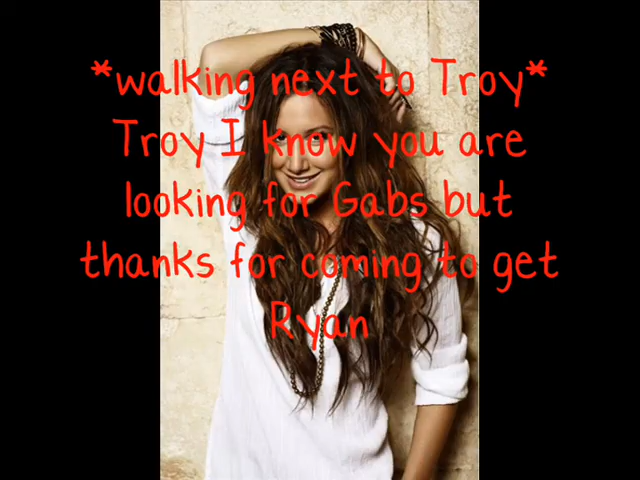 *walking next to Troy*
Troy I know you are
looking for Gabs but
thanks for coming to get
Ryan